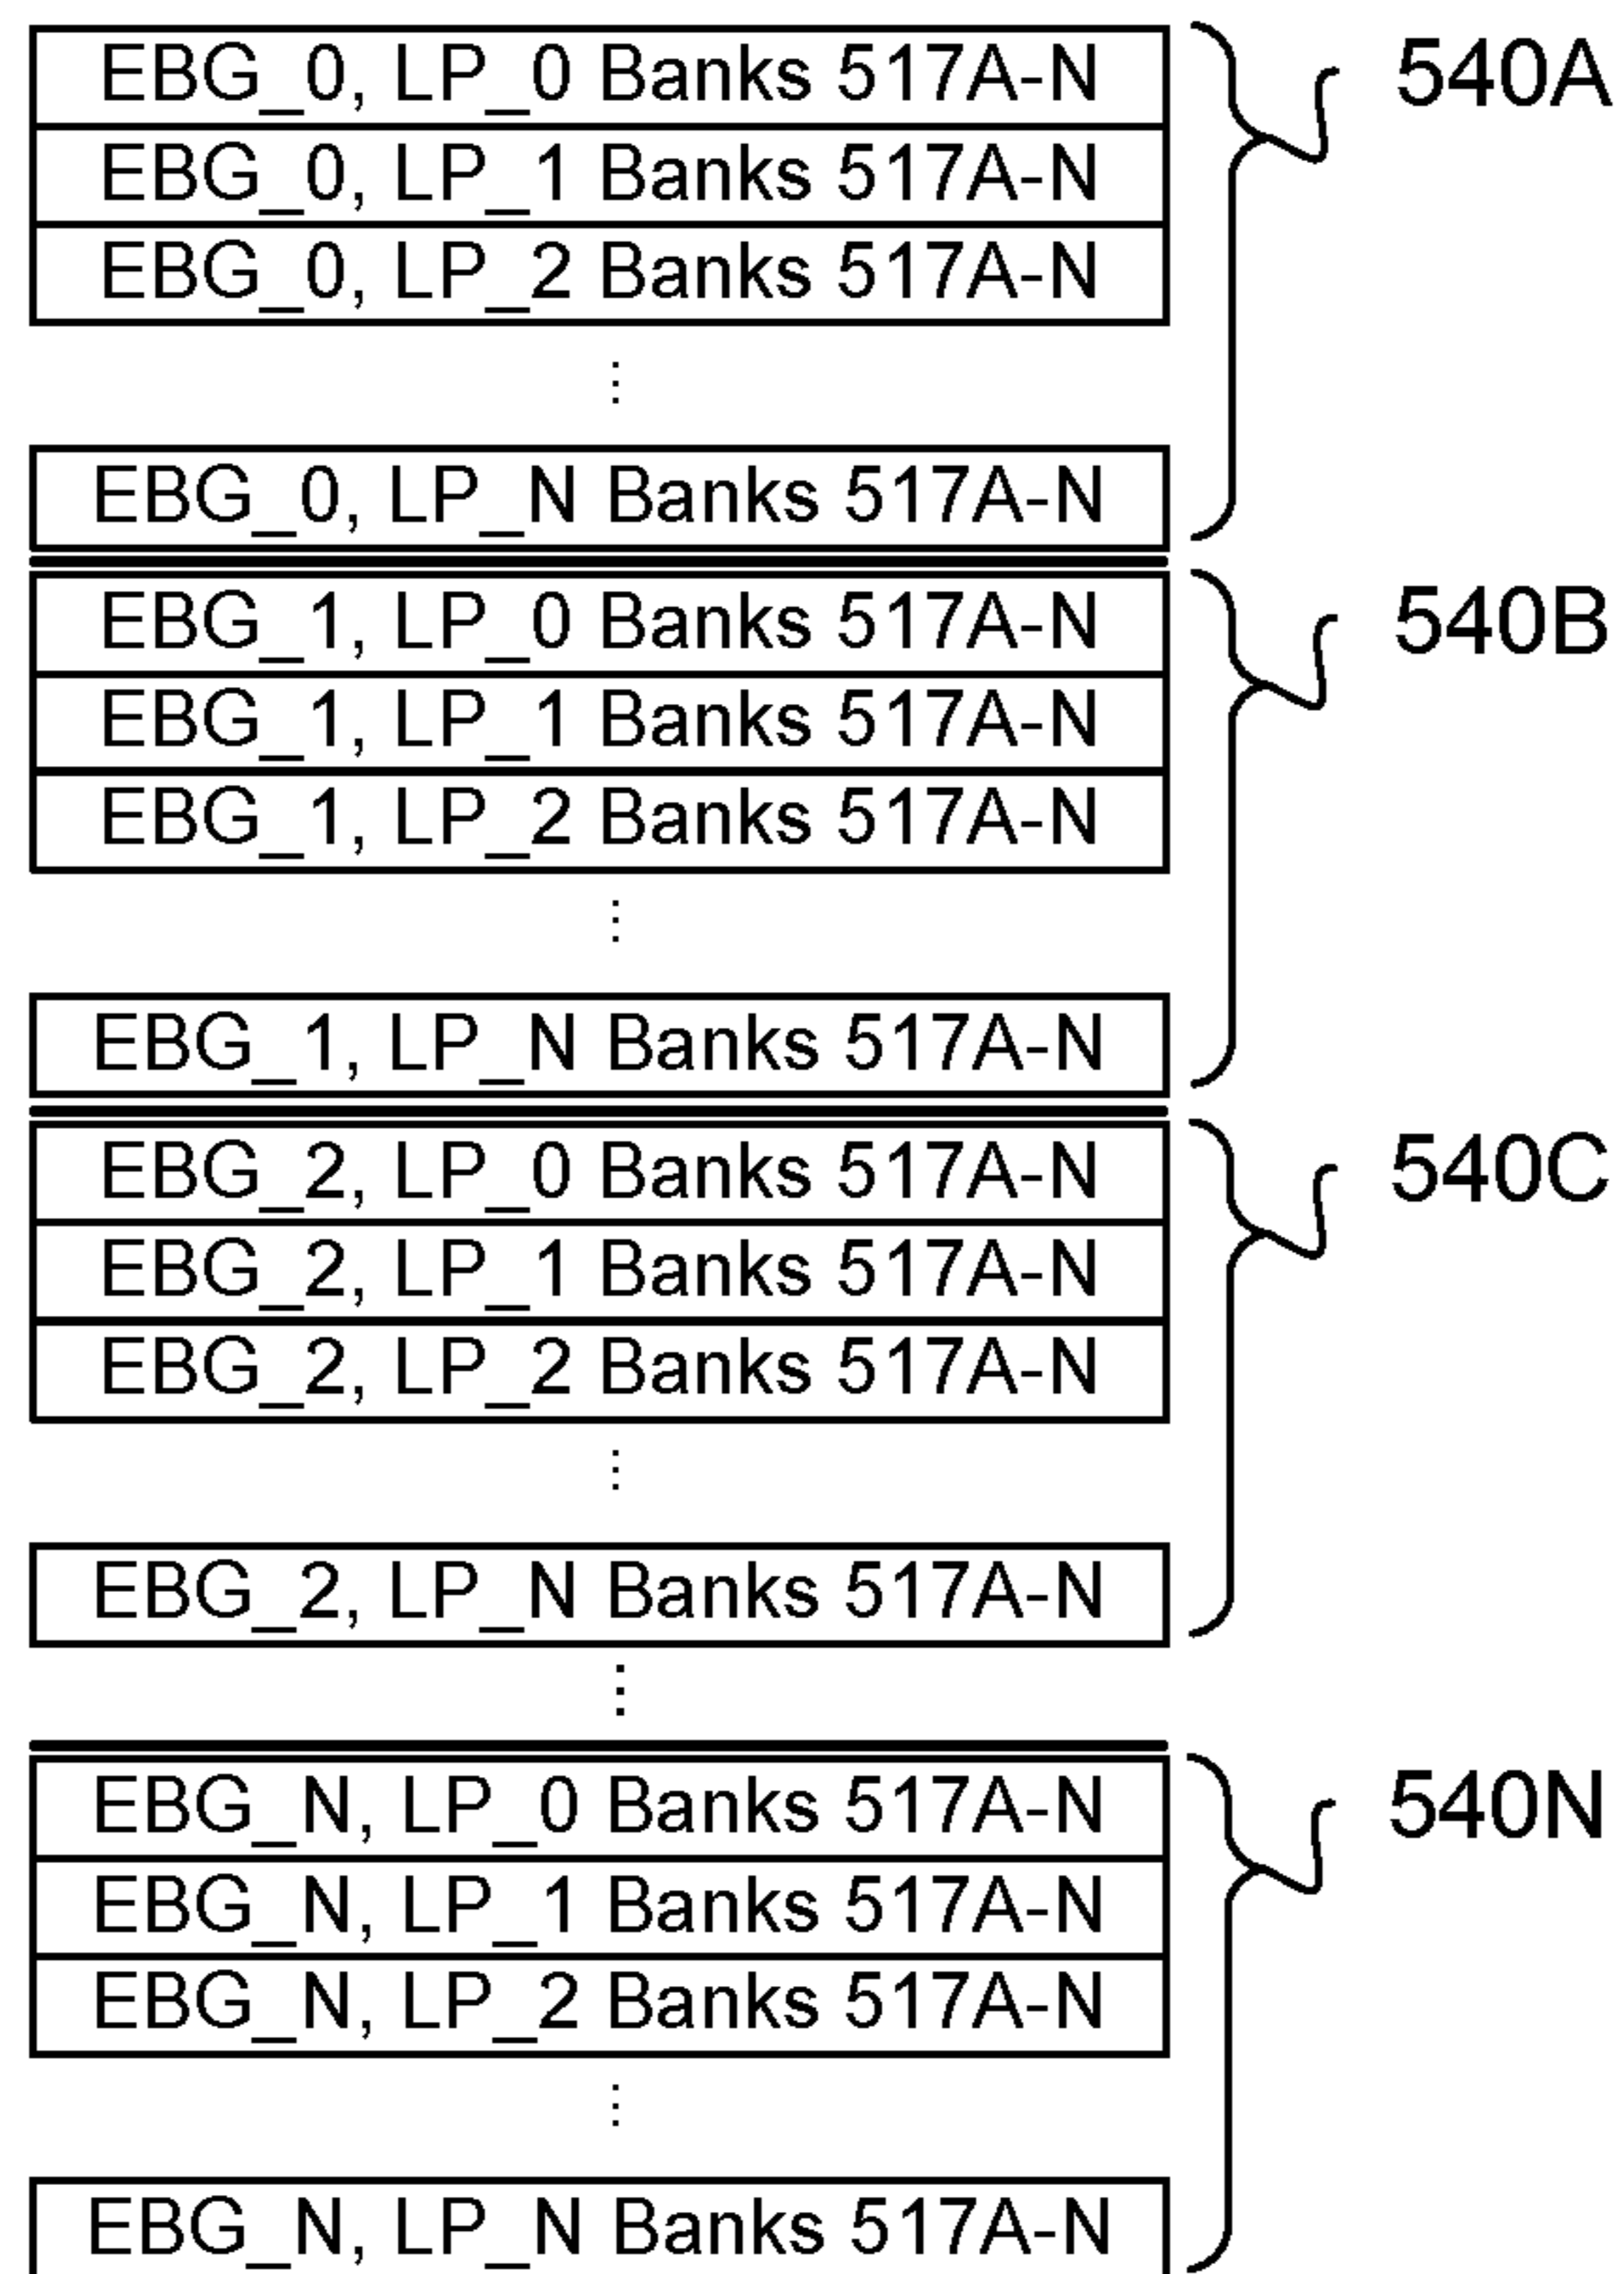 EBG_0, LP_0 Banks 517A-N
540A
EBG_0, LP_1 Banks 517A-N
EBG_0, LP_2 Banks 517A-N
⋮
EBG_0, LP_N Banks 517A-N
EBG_1, LP_0 Banks 517A-N
540B
EBG_1, LP_1 Banks 517A-N
EBG_1, LP_2 Banks 517A-N
⋮
EBG_1, LP_N Banks 517A-N
EBG_2, LP_0 Banks 517A-N
540C
EBG_2, LP_1 Banks 517A-N
EBG_2, LP_2 Banks 517A-N
⋮
EBG_2, LP_N Banks 517A-N
⋮
EBG_N, LP_0 Banks 517A-N
540N
EBG_N, LP_1 Banks 517A-N
EBG_N, LP_2 Banks 517A-N
⋮
EBG_N, LP_N Banks 517A-N